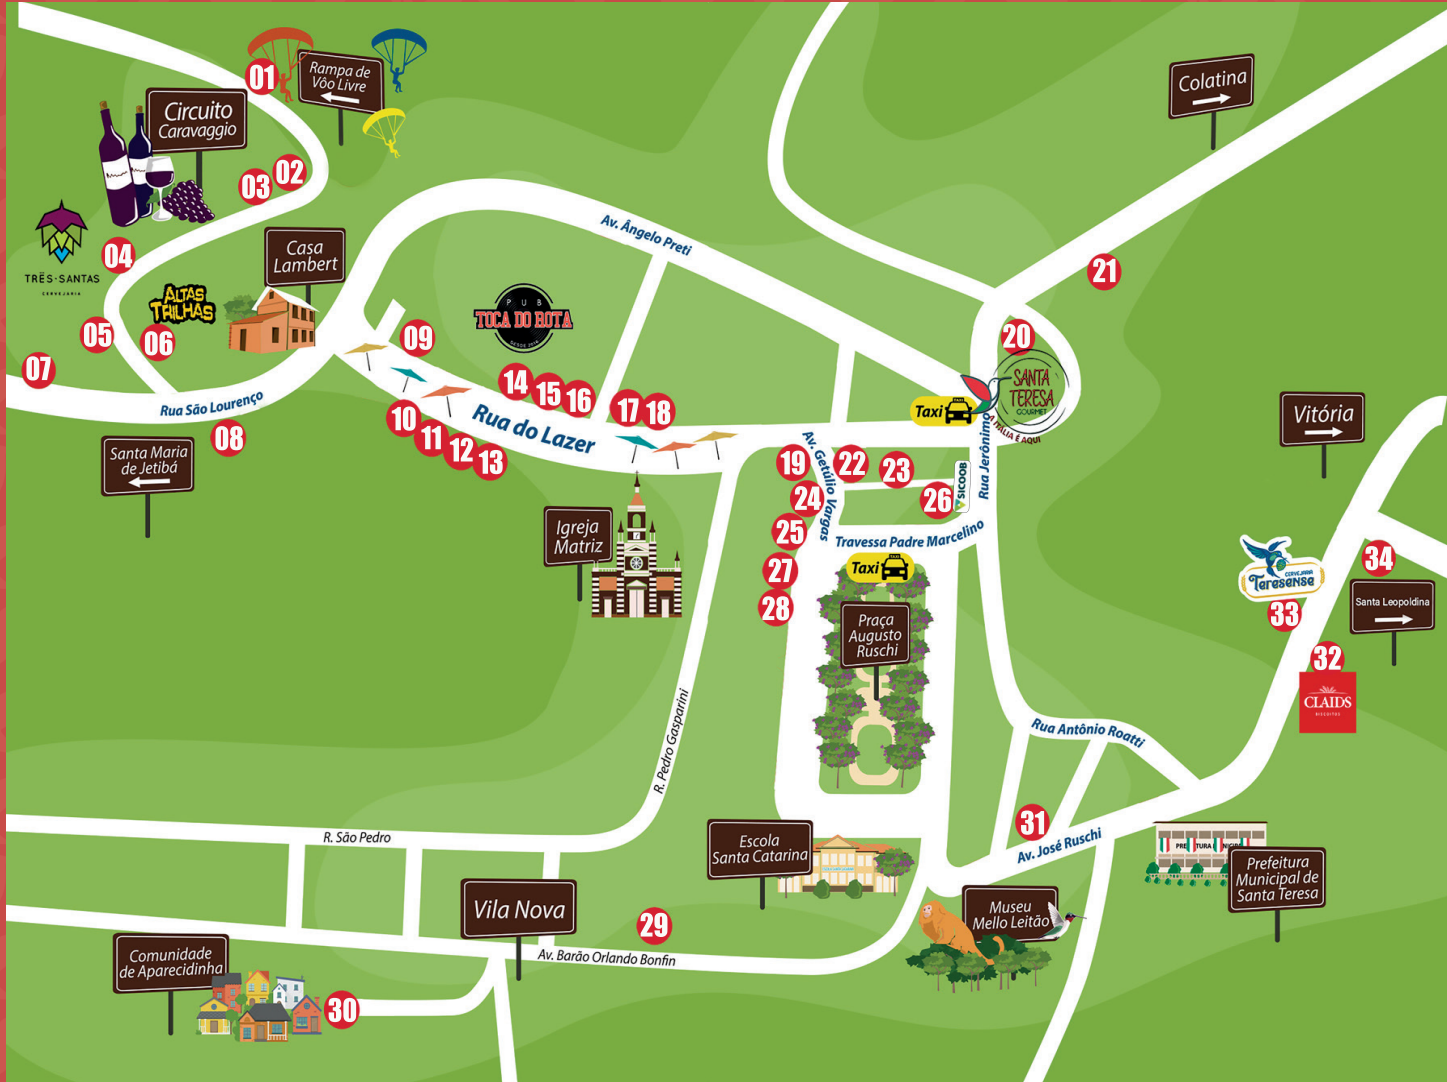 01
Rampa de
Vôo Livre
Circuito
Caravaggio
02
03
04
TRÊS-SANTAS
CERVEJARIA
Casa
Lambert
ALTAS
TRILHAS
05
06
07
Rua São Lourenço
08
Santa Maria
de Jetibá
Av. Ângelo Preti
Colatina
21
20
SANTA
TERESA
GOURMET
A ITÁLIA É AQUI
Taxi
TAXI
PUB
TOCA DO BOTA
DESDE 2016
09
10
11
12
13
14
15
16
17
18
Rua do Lazer
19
22
23
24
25
26
27
28
SICOOB
Av. Getúlio Vargas
Rua Jerônimo
Travessa Padre Marcelino
Taxi
TAXI
Praça
Augusto
Ruschi
Igreja
Matriz
Vitória
34
Santa Leopoldina
CERVEJARIA
Teresense
33
32
CLAIDS
BISCOITOS
Rua Antônio Roatti
R. Pedro Gasparini
R. São Pedro
31
Av. José Ruschi
Escola
Santa Catarina
Prefeitura
Municipal de
Santa Teresa
Museu
Mello Leitão
Vila Nova
29
Av. Barão Orlando Bonfin
Comunidade
de Aparecidinha
30